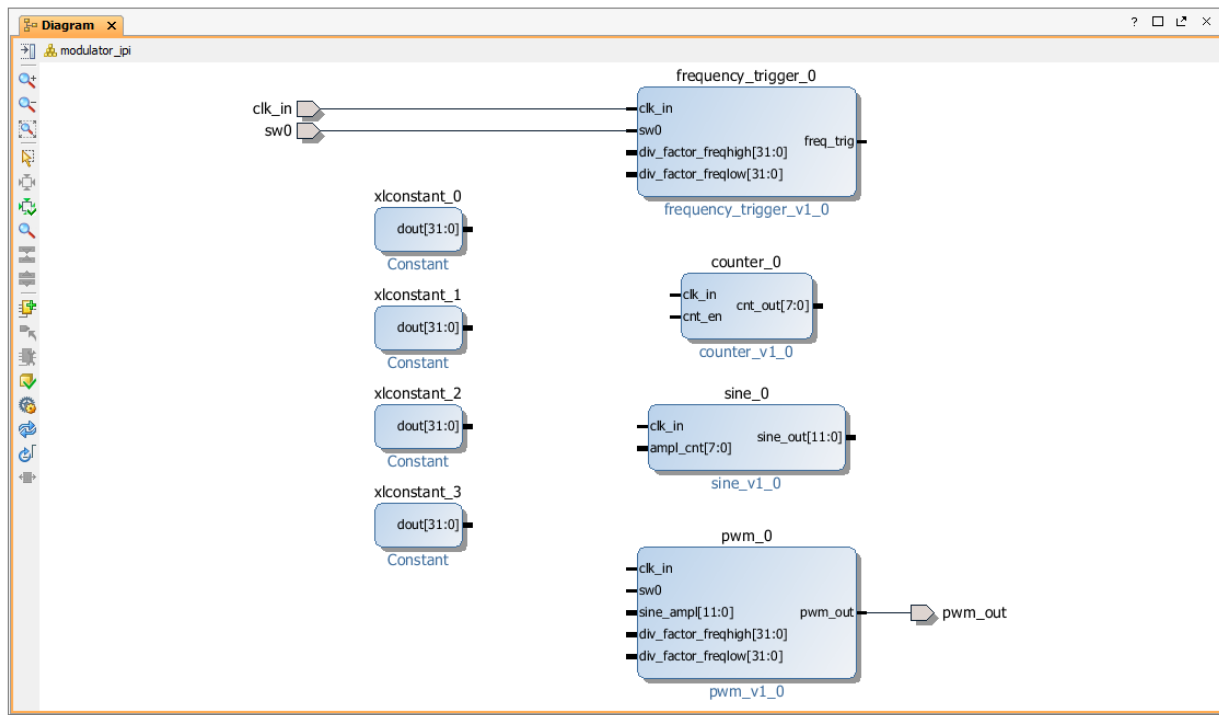 Diagram
modulator_ipi
frequency_trigger_0
clk_in
sw0
clk_in
sw0
div_factor_freqhigh[31:0]
div_factor_freqlow[31:0]
freq_trig
frequency_trigger_v1_0
xlconstant_0
dout[31:0]
Constant
counter_0
clk_in
cnt_en
cnt_out[7:0]
counter_v1_0
xlconstant_1
dout[31:0]
Constant
sine_0
clk_in
ampl_cnt[7:0]
sine_out[11:0]
sine_v1_0
xlconstant_2
dout[31:0]
Constant
xlconstant_3
dout[31:0]
Constant
pwm_0
clk_in
sw0
sine_ampl[11:0]
div_factor_freqhigh[31:0]
div_factor_freqlow[31:0]
pwm_out
pwm_out
pwm_v1_0